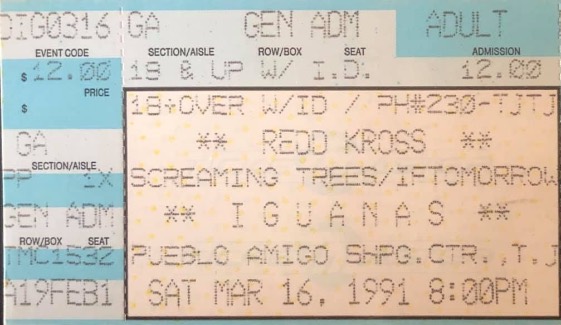 DIG0316 GA GEN ADM ADULT
EVENT CODE SECTION/AISLE ROW/BOX SEAT ADMISSION
$ 12.00 19 & UP W/ I.D. 12.00
PRICE
$
18+OVER W/ID / PH#230-TJTJ
GA ** REDD KROSS **
SECTION/AISLE
PP 1X SCREAMING TREES/IFTOMORROW
GEN ADM ** IGUANAS **
ROW/BOX SEAT
TMC1532 PUEBLO AMIGO SHPG.CTR.,T.J
A19FEB1 SAT MAR 16, 1991 8:00PM